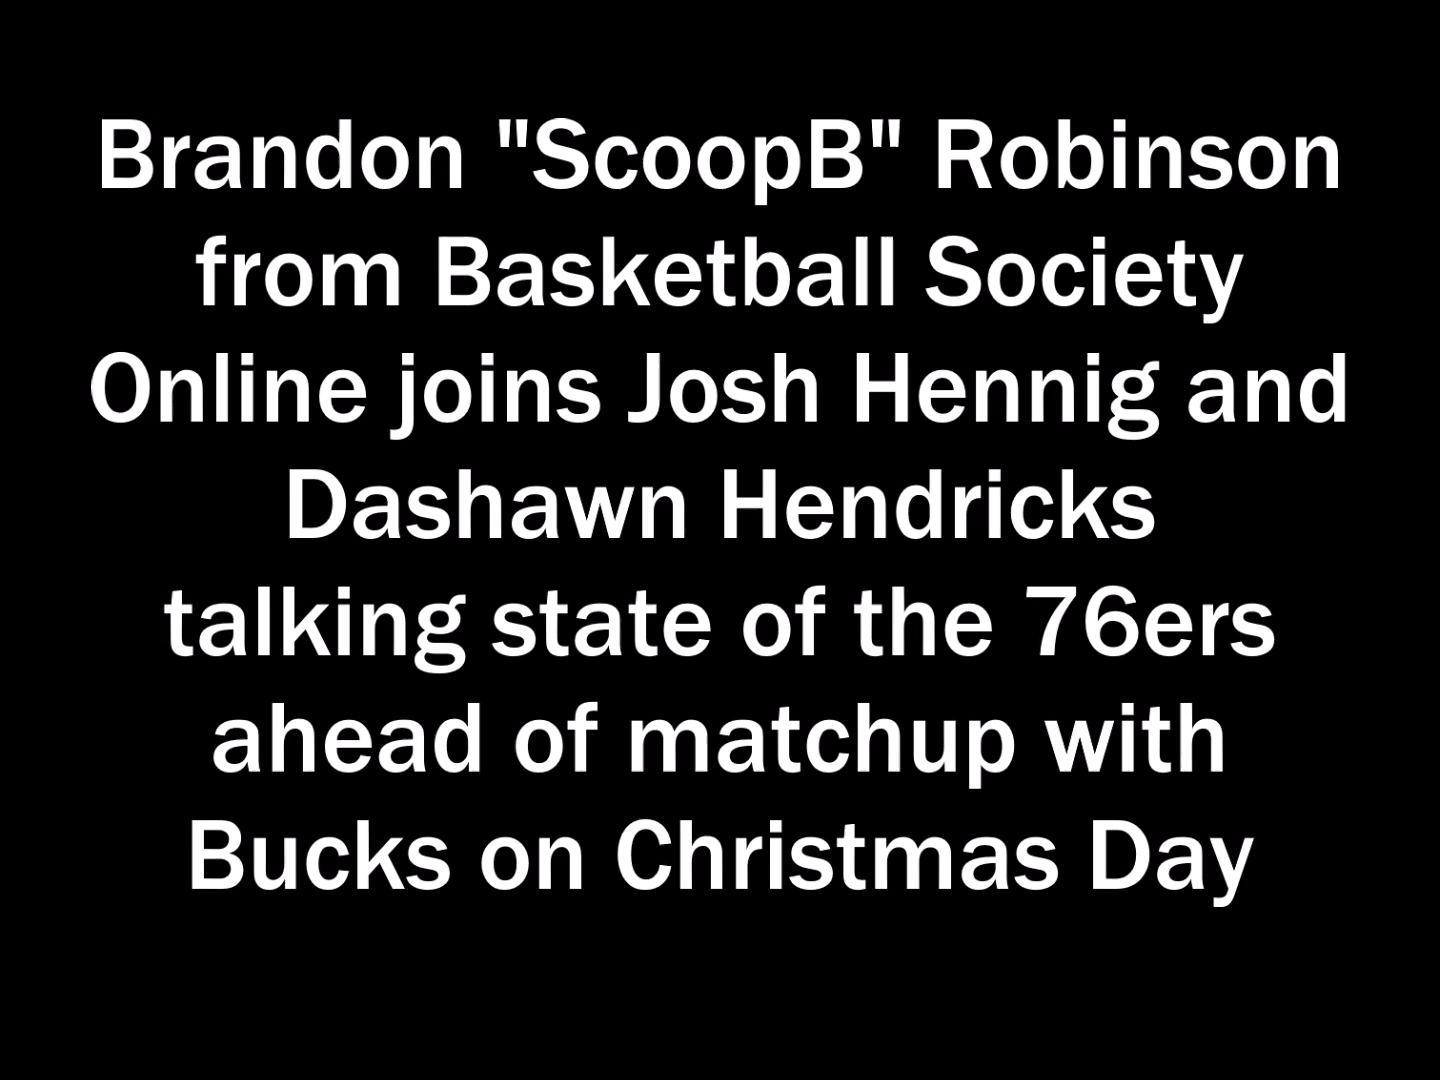 Brandon "ScoopB" Robinson
from Basketball Society
Online joins Josh Hennig and
Dashawn Hendricks
talking state of the 76ers
ahead of matchup with
Bucks on Christmas Day